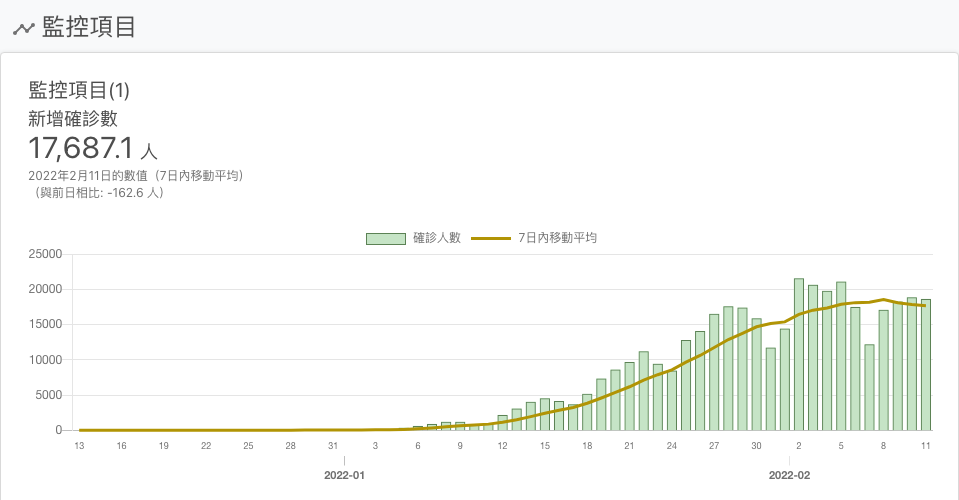 監控項目
監控項目(1)
新增確診數
17,687.1 人
2022年2月11日的數值（7日內移動平均）
（與前日相比: -162.6 人）
確診人數 7日內移動平均
25000
20000
15000
10000
5000
0
13 16 19 22 25 28 31 3 6 9 12 15 18 21 24 27 30 2 5 8 11
2022-01 2022-02